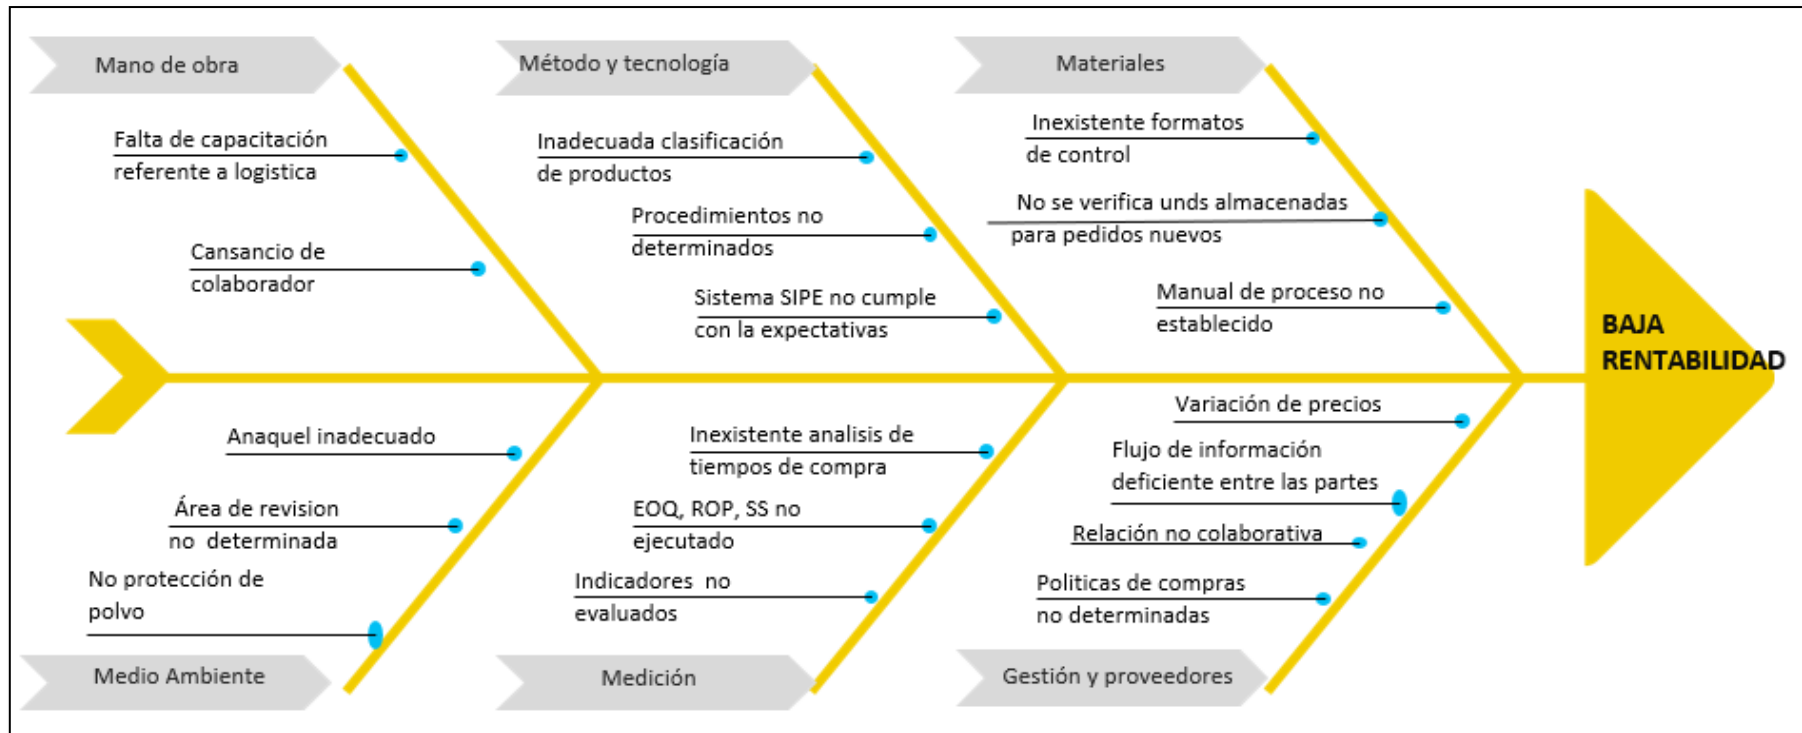 Mano de obra
Falta de capacitación
referente a logistica
Cansancio de
colaborador
Método y tecnología
Inadecuada clasificación
de productos
Procedimientos no
determinados
Sistema SIPE no cumple
con la expectativas
Materiales
Inexistente formatos
de control
No se verifica unds almacenadas
para pedidos nuevos
Manual de proceso no
establecido
BAJA
RENTABILIDAD
Anaquel inadecuado
Área de revision
no determinada
No protección de
polvo
Medio Ambiente
Inexistente analisis de
tiempos de compra
EOQ, ROP, SS no
ejecutado
Indicadores no
evaluados
Medición
Variación de precios
Flujo de información
deficiente entre las partes
Relación no colaborativa
Politicas de compras
no determinadas
Gestión y proveedores